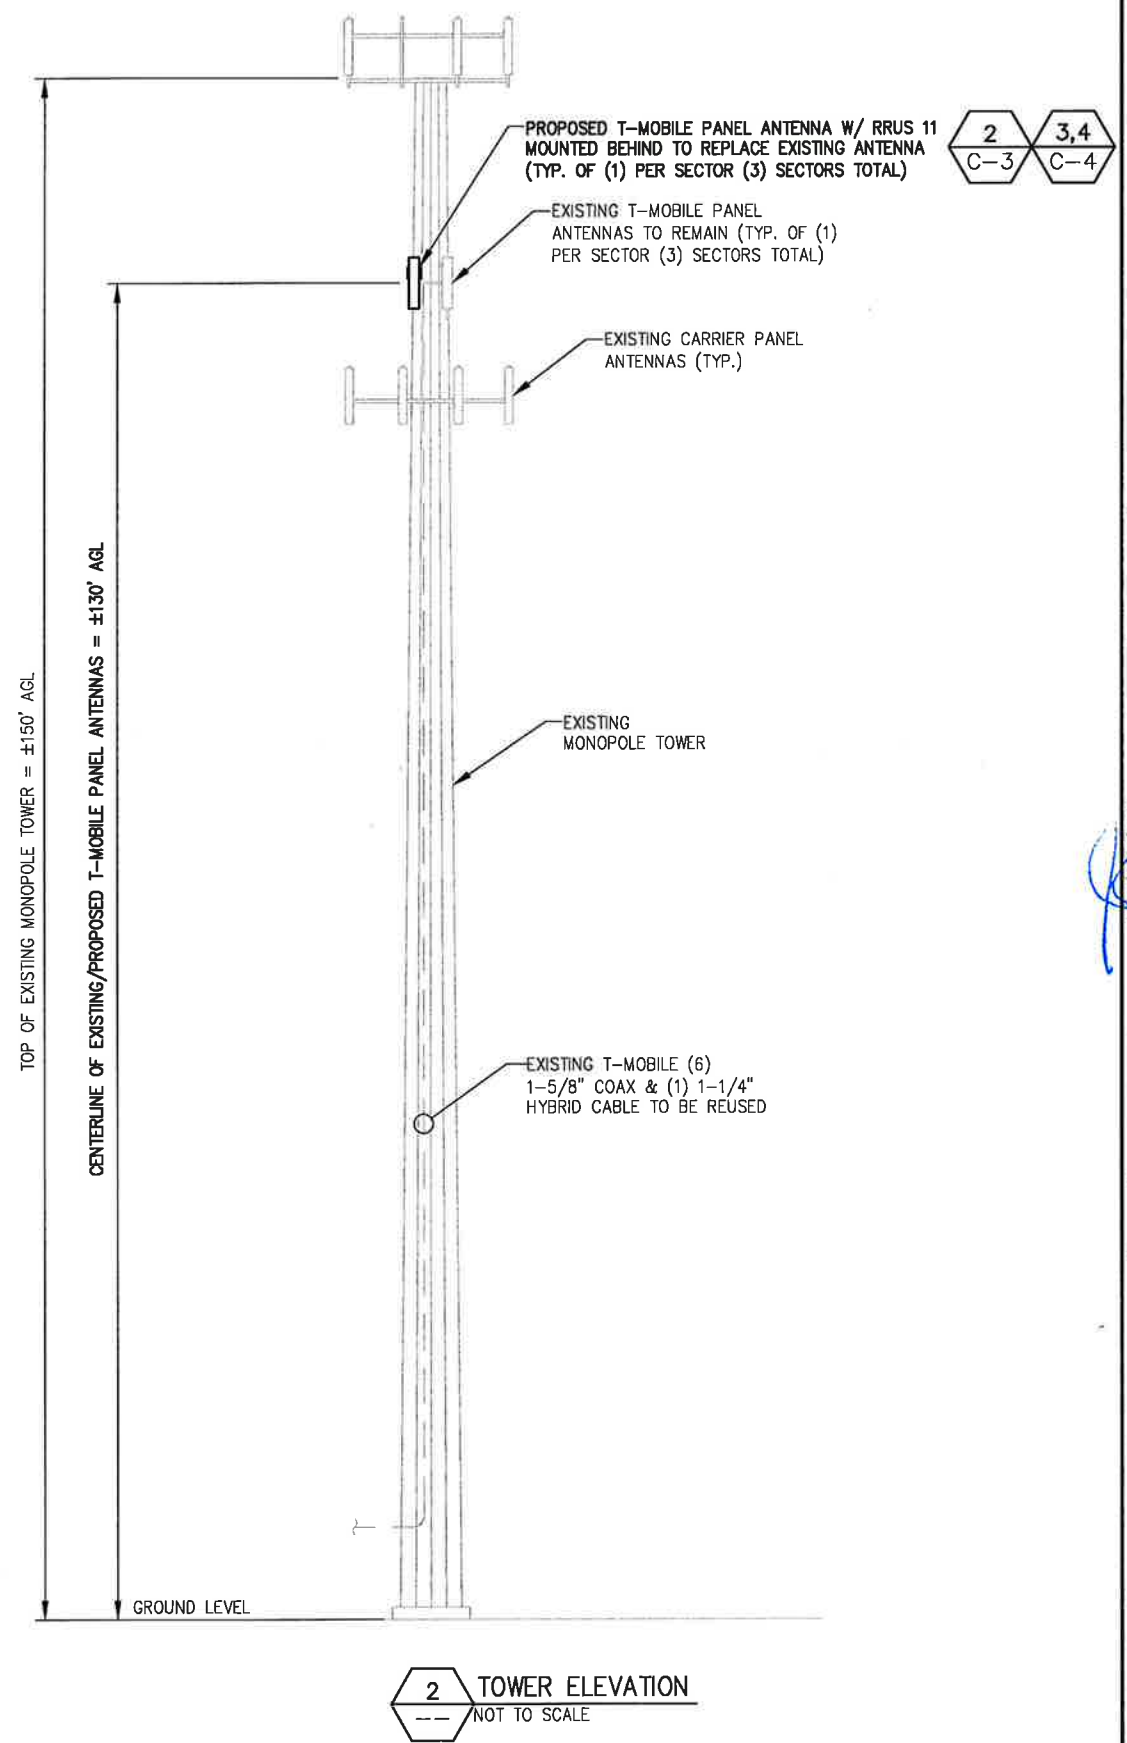 PROPOSED T-MOBILE PANEL ANTENNA W/ RRUS 11
MOUNTED BEHIND TO REPLACE EXISTING ANTENNA
(TYP. OF (1) PER SECTOR (3) SECTORS TOTAL)
2
C-3
3,4
C-4
EXISTING T-MOBILE PANEL
ANTENNAS TO REMAIN (TYP. OF (1)
PER SECTOR (3) SECTORS TOTAL)
EXISTING CARRIER PANEL
ANTENNAS (TYP.)
TOP OF EXISTING MONOPOLE TOWER = ±150' AGL
CENTERLINE OF EXISTING/PROPOSED T-MOBILE PANEL ANTENNAS = ±130' AGL
EXISTING
MONOPOLE TOWER
EXISTING T-MOBILE (6)
1-5/8" COAX & (1) 1-1/4"
HYBRID CABLE TO BE REUSED
GROUND LEVEL
2
--
TOWER ELEVATION
NOT TO SCALE